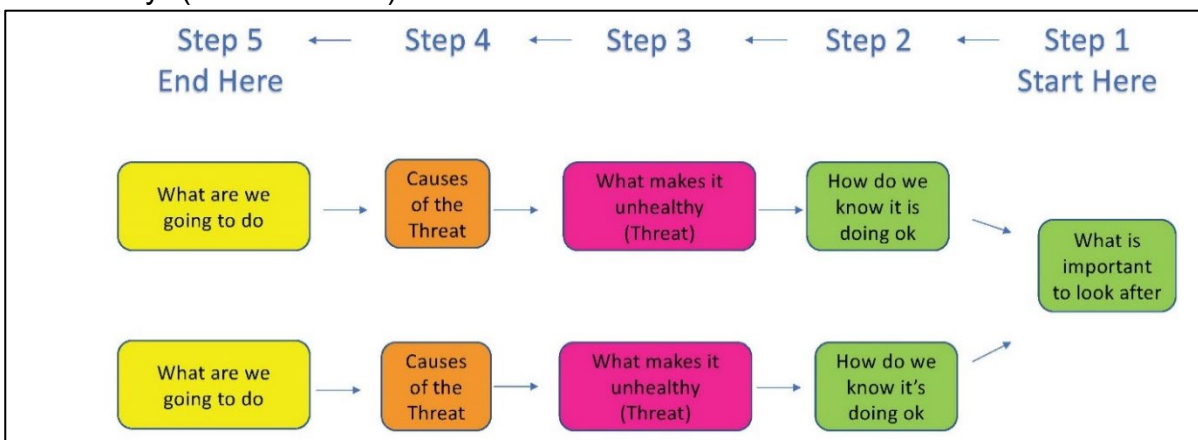 Step 5 ← Step 4 ← Step 3 ← Step 2 ← Step 1
End Here
Start Here
What are we
going to do
Causes
of the
Threat
What makes it
unhealthy
(Threat)
How do we
know it is
doing ok
What is
important
to look after
What are we
going to do
Causes
of the
Threat
What makes it
unhealthy
(Threat)
How do we
know it's
doing ok